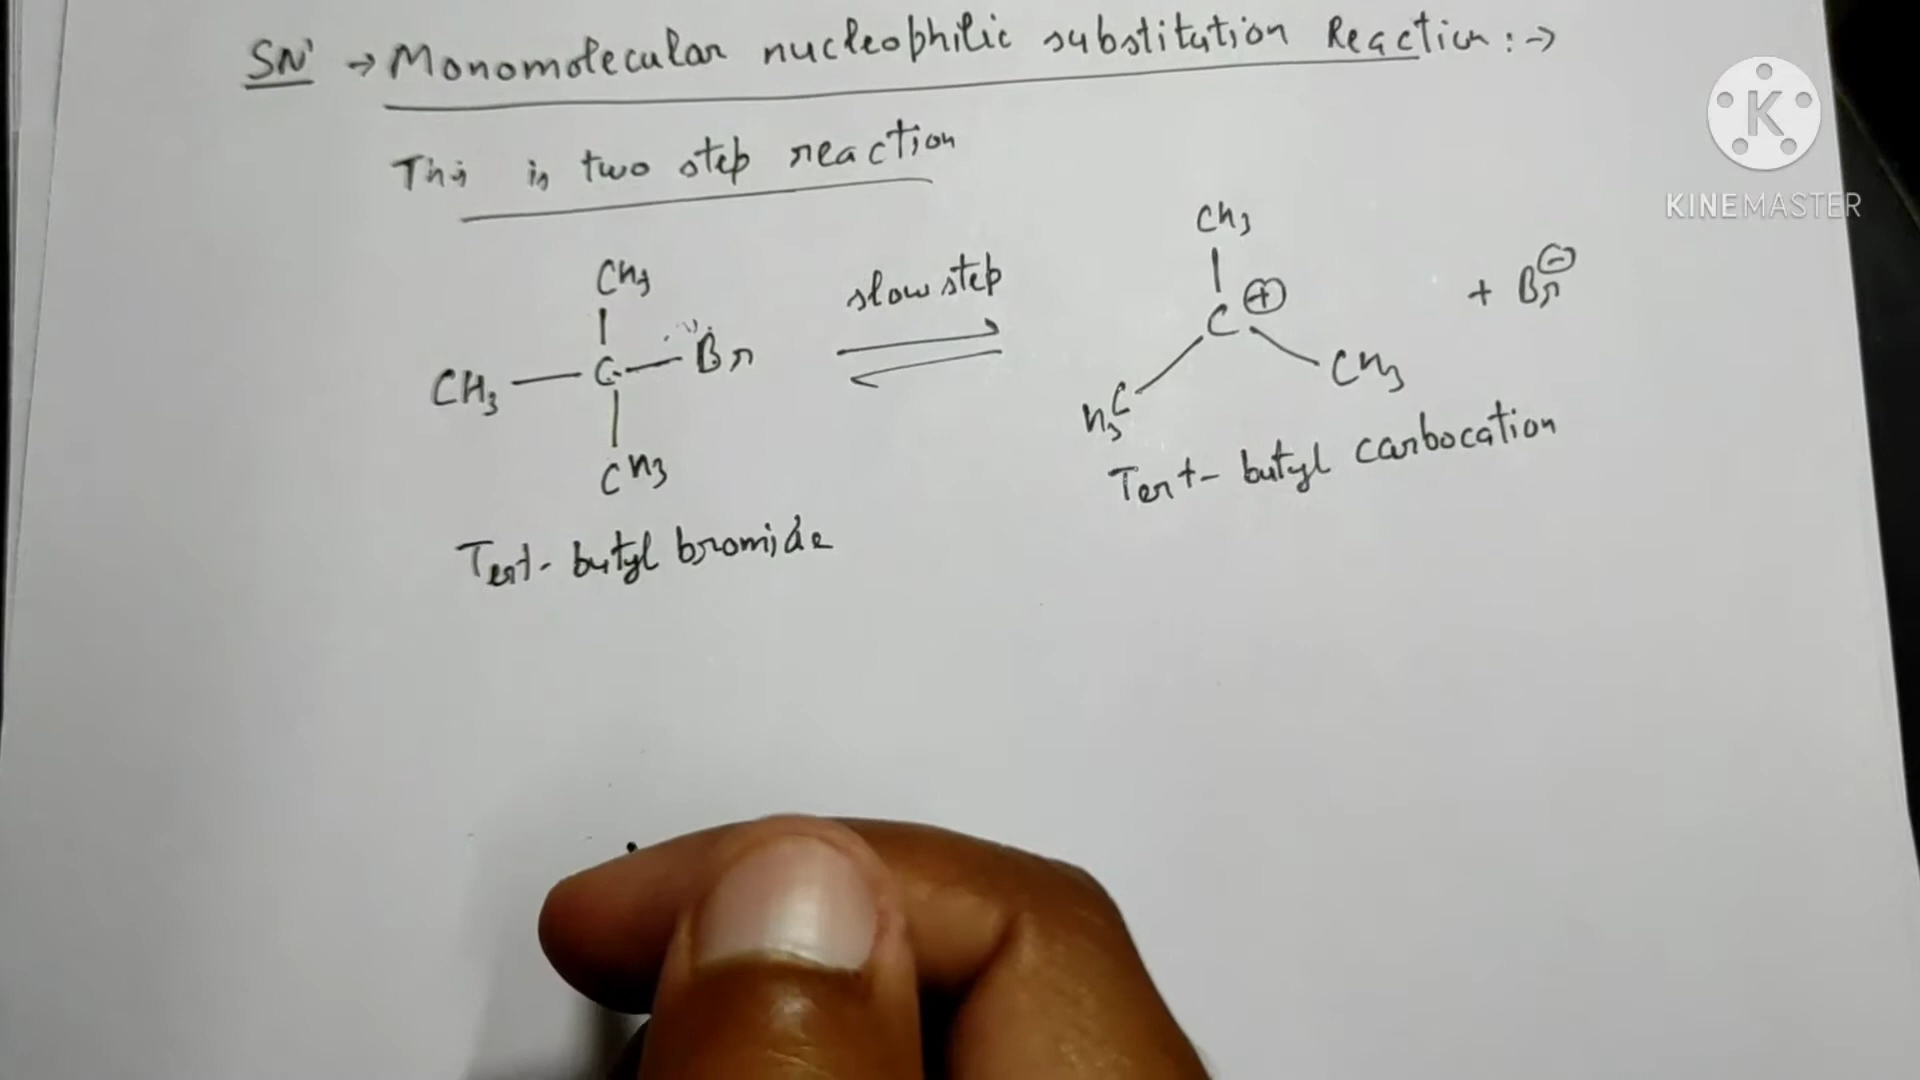 SN¹ → Monomolecular nucleophilic substitution Reaction : →
This is two step reaction
CH3
CH3 — C — Br
CH3
Tert- butyl bromide
slow step
⇌
CH3
C ⊕
H3C CH3
+ Br ⊖
Tert- butyl carbocation
K
KINEMASTER